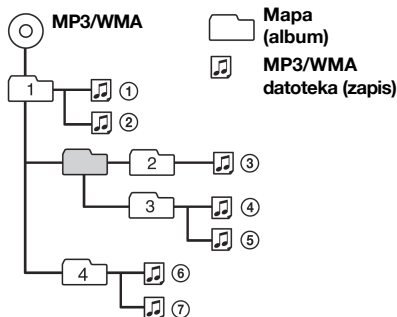 MP3/WMA
Mapa
(album)
MP3/WMA
datoteka (zapis)
1
①
②
2
③
3
④
⑤
4
⑥
⑦